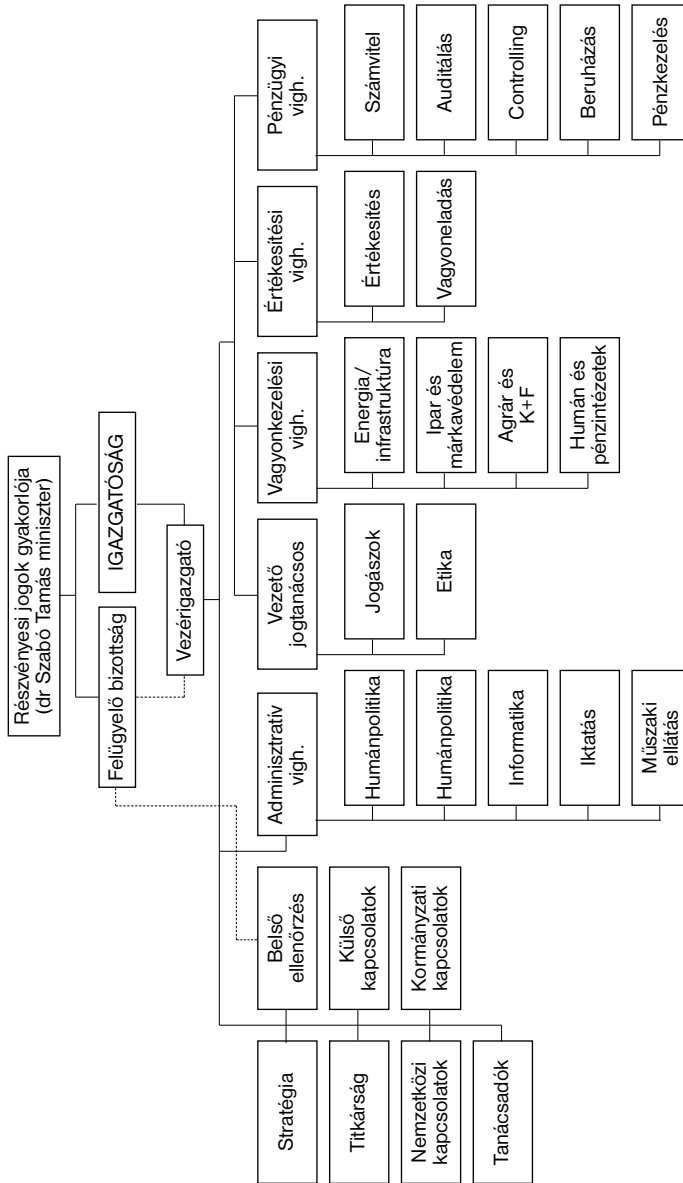 Részvényesi jogok gyakorlója
(dr Szabó Tamás miniszter)
Felügyelő bizottság
IGAZGATÓSÁG
Vezérigazgató
Stratégia
Belső
ellenőrzés
Titkárság
Külső
kapcsolatok
Nemzetközi
kapcsolatok
Kormányzati
kapcsolatok
Tanácsadók
Adminisztratív
vigh.
Humánpolitika
Humánpolitika
Informatika
Iktatás
Műszaki
ellátás
Vezető
jogtanácsos
Jogászok
Etika
Vagyonkezelési
vigh.
Energia/
infrastruktúra
Ipar és
márkavédelem
Agrár és
K+F
Humán és
pénzintézetek
Értékesítési
vigh.
Értékesítés
Vagyoneladás
Pénzügyi
vigh.
Számvitel
Auditálás
Controlling
Beruházás
Pénzkezelés